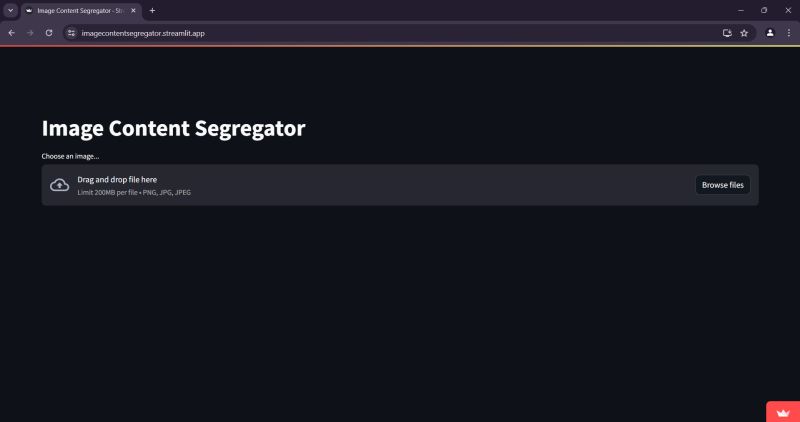 Image Content Segregator - Str
imagecontentsegregator.streamlit.app
Image Content Segregator
Choose an image...
Drag and drop file here
Limit 200MB per file • PNG, JPG, JPEG
Browse files